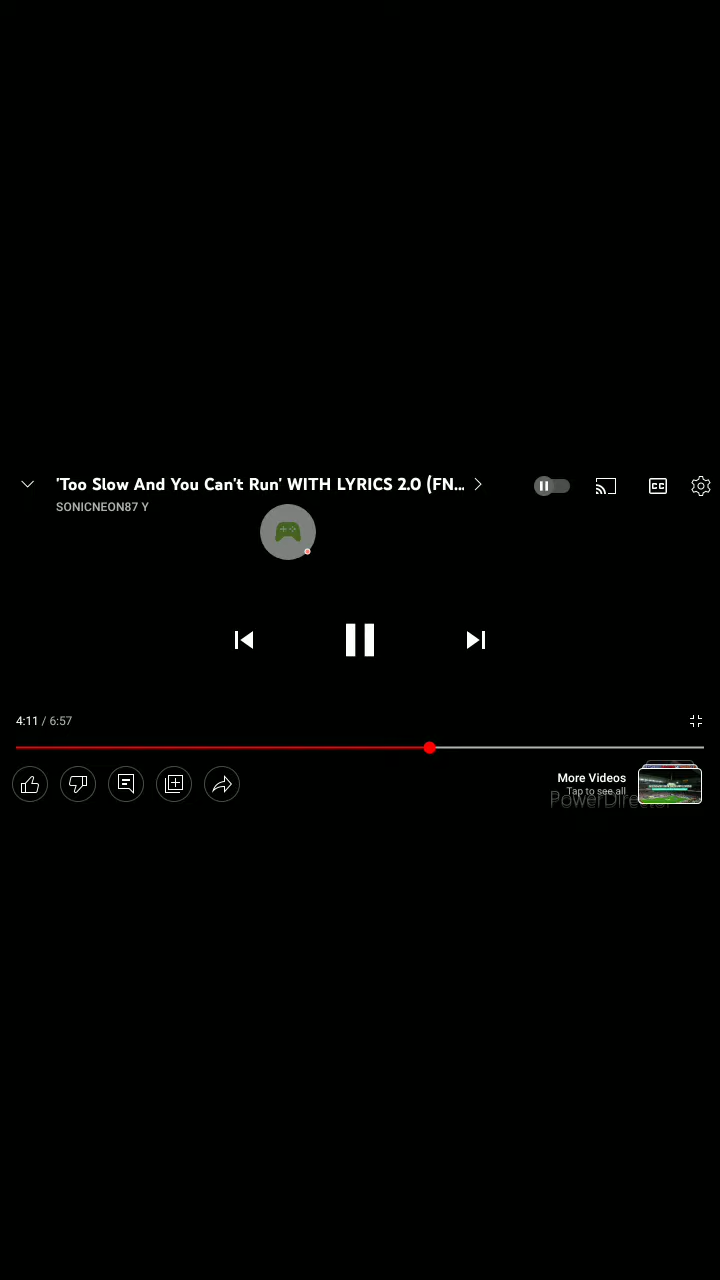 'Too Slow And You Can't Run' WITH LYRICS 2.0 (FN...
SONICNEON87 Y
CC
4:11 / 6:57
More Videos
Tap to see all
PowerDirector